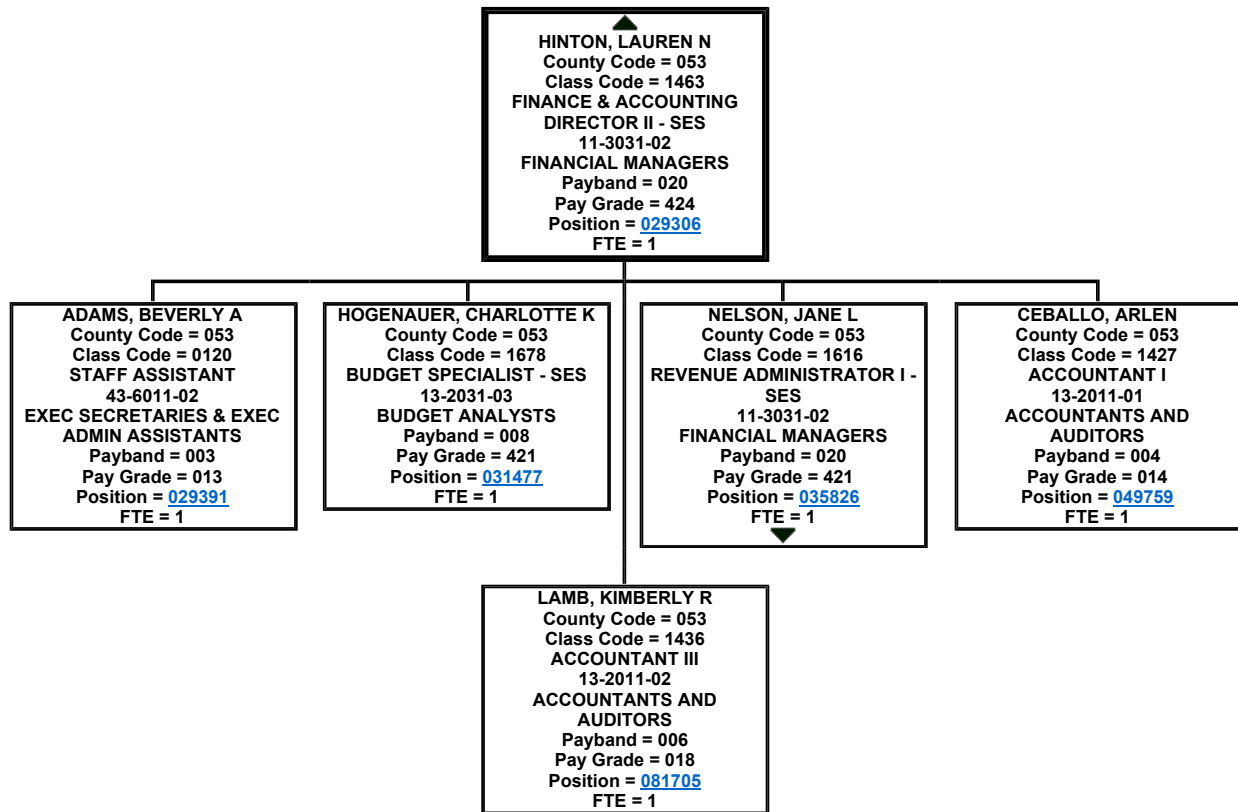 HINTON, LAUREN N
County Code = 053
Class Code = 1463
FINANCE & ACCOUNTING
DIRECTOR II - SES
11-3031-02
FINANCIAL MANAGERS
Payband = 020
Pay Grade = 424
Position = 029306
FTE = 1
ADAMS, BEVERLY A
County Code = 053
Class Code = 0120
STAFF ASSISTANT
43-6011-02
EXEC SECRETARIES & EXEC
ADMIN ASSISTANTS
Payband = 003
Pay Grade = 013
Position = 029391
FTE = 1
HOGENAUER, CHARLOTTE K
County Code = 053
Class Code = 1678
BUDGET SPECIALIST - SES
13-2031-03
BUDGET ANALYSTS
Payband = 008
Pay Grade = 421
Position = 031477
FTE = 1
NELSON, JANE L
County Code = 053
Class Code = 1616
REVENUE ADMINISTRATOR I -
SES
11-3031-02
FINANCIAL MANAGERS
Payband = 020
Pay Grade = 421
Position = 035826
FTE = 1
CEBALLO, ARLEN
County Code = 053
Class Code = 1427
ACCOUNTANT I
13-2011-01
ACCOUNTANTS AND
AUDITORS
Payband = 004
Pay Grade = 014
Position = 049759
FTE = 1
LAMB, KIMBERLY R
County Code = 053
Class Code = 1436
ACCOUNTANT III
13-2011-02
ACCOUNTANTS AND
AUDITORS
Payband = 006
Pay Grade = 018
Position = 081705
FTE = 1